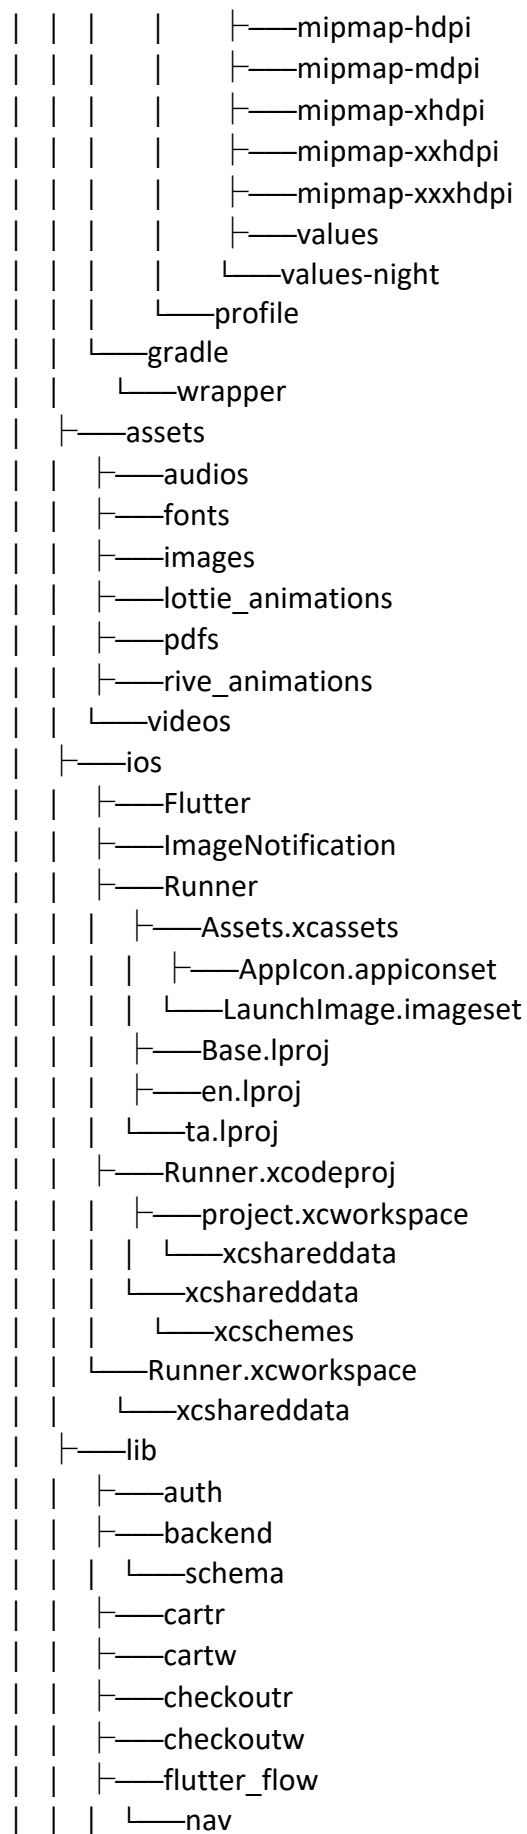 │ │ │ │ ├───mipmap-hdpi
│ │ │ │ ├───mipmap-mdpi
│ │ │ │ ├───mipmap-xhdpi
│ │ │ │ ├───mipmap-xxhdpi
│ │ │ │ ├───mipmap-xxxhdpi
│ │ │ │ ├───values
│ │ │ │ └───values-night
│ │ │ └───profile
│ │ └───gradle
│ │ └───wrapper
│ ├───assets
│ │ ├───audios
│ │ ├───fonts
│ │ ├───images
│ │ ├───lottie_animations
│ │ ├───pdfs
│ │ ├───rive_animations
│ │ └───videos
│ ├───ios
│ │ ├───Flutter
│ │ ├───ImageNotification
│ │ ├───Runner
│ │ │ ├───Assets.xcassets
│ │ │ │ ├───AppIcon.appiconset
│ │ │ │ └───LaunchImage.imageset
│ │ │ ├───Base.lproj
│ │ │ ├───en.lproj
│ │ │ └───ta.lproj
│ │ ├───Runner.xcodeproj
│ │ │ ├───project.xcworkspace
│ │ │ │ └───xcshareddata
│ │ │ └───xcshareddata
│ │ │ └───xcschemes
│ │ └───Runner.xcworkspace
│ │ └───xcshareddata
│ ├───lib
│ │ ├───auth
│ │ ├───backend
│ │ │ └───schema
│ │ ├───cartr
│ │ ├───cartw
│ │ ├───checkoutr
│ │ ├───checkoutw
│ │ ├───flutter_flow
│ │ │ └───nav